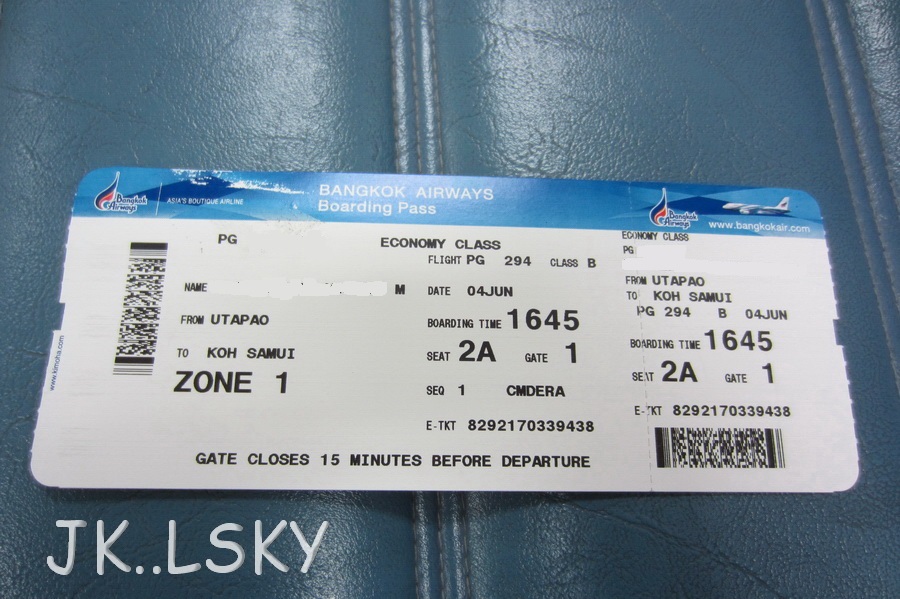 Bangkok Airways
ASIA'S BOUTIQUE AIRLINE
BANGKOK AIRWAYS
Boarding Pass
PG
ECONOMY CLASS
FLIGHT PG 294 CLASS B
NAME M DATE 04JUN
FROM UTAPAO
BOARDING TIME 1645
TO KOH SAMUI
SEAT 2A GATE 1
ZONE 1
SEQ 1 CMDERA
E-TKT 8292170339438
GATE CLOSES 15 MINUTES BEFORE DEPARTURE
www.kimoha.com
Bangkok Airways
www.bangkokair.com
ECONOMY CLASS
PG
FROM UTAPAO
TO KOH SAMUI
PG 294 B 04JUN
BOARDING TIME 1645
SEAT 2A GATE 1
E-TKT 8292170339438
JK..LSKY